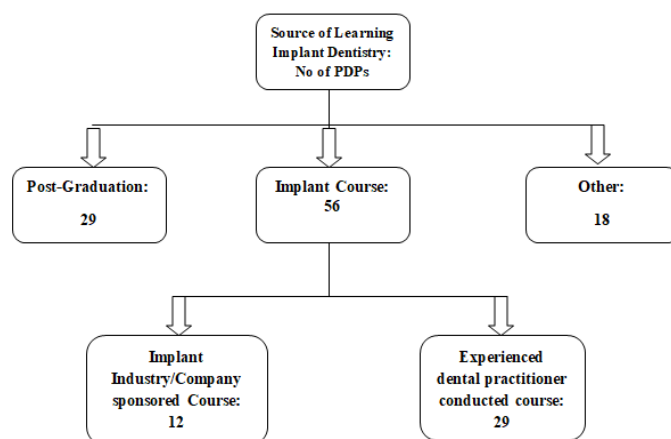 Source of Learning
Implant Dentistry:
No of PDPs
Post-Graduation:
29
Implant Course:
56
Other:
18
Implant
Industry/Company
sponsored Course:
12
Experienced
dental practitioner
conducted course:
29